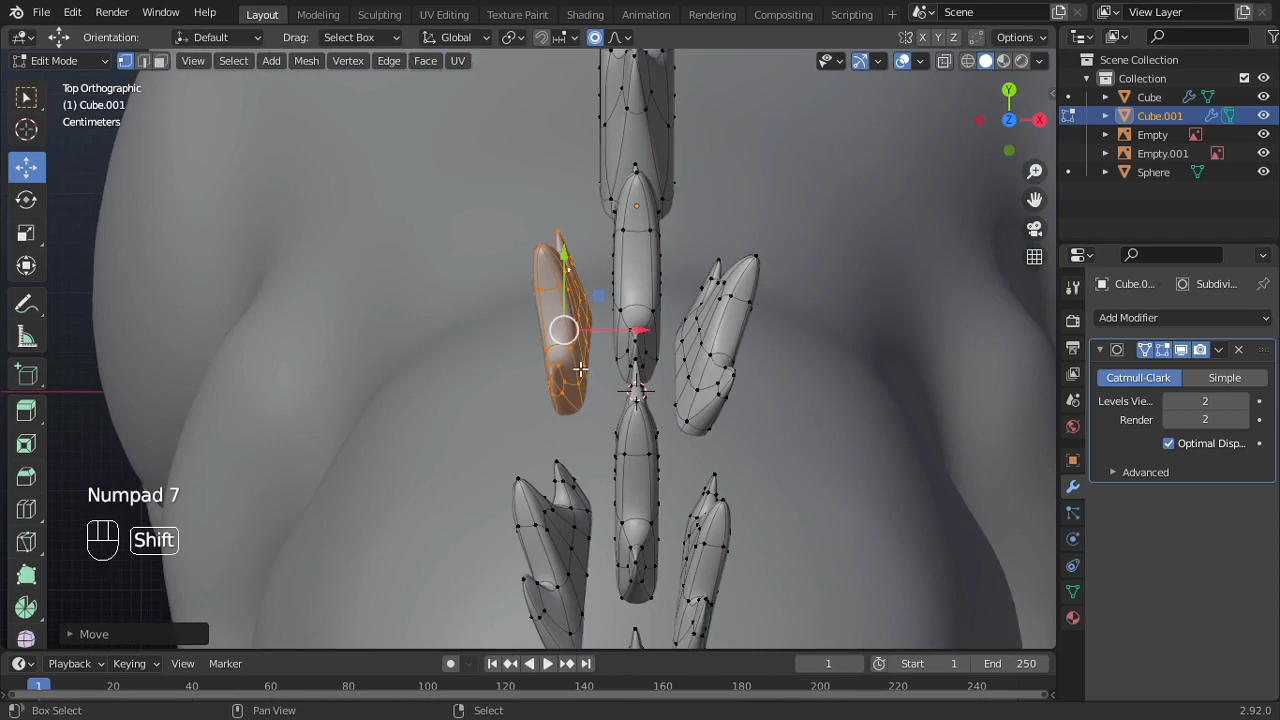 File Edit Render Window Help Layout Modeling Sculpting UV Editing Texture Paint Shading Animation Rendering Compositing Scripting + Scene View Layer
Orientation: Default Drag: Select Box Global X Y Z Options
Edit Mode View Select Add Mesh Vertex Edge Face UV
Top Orthographic
(1) Cube.001
Centimeters
Y
Z
X
Scene Collection
Collection
Cube
Cube.001
Empty
Empty.001
Sphere
Cube.0... Subdivi...
Add Modifier
Catmull-Clark Simple
Levels Vie... 2
Render 2
Optimal Disp...
Advanced
Numpad 7
Shift
Move
Playback Keying View Marker 1 Start 1 End 250
1 20 40 60 80 100 120 140 160 180 200 220 240
Box Select Pan View Select 2.92.0